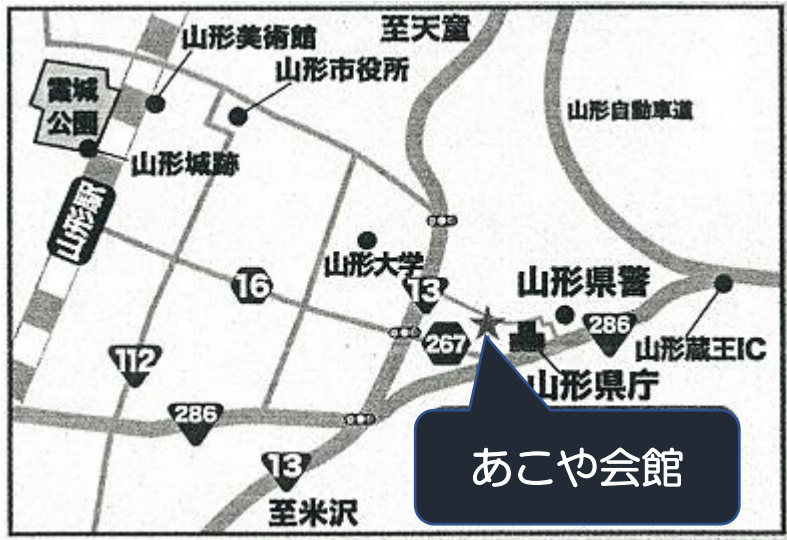 山形美術館
至天童
山形市役所
霞城
公園
山形自動車道
山形城跡
山形駅
山形大学
16
13
山形県警
267
286
山形蔵王IC
112
山形県庁
286
あこや会館
13
至米沢